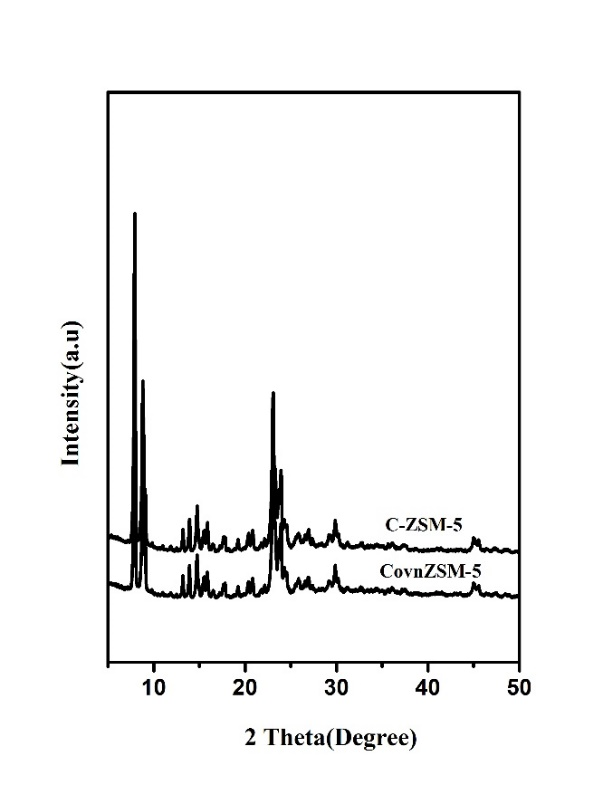 Intensity(a.u)
C-ZSM-5
CovnZSM-5
10 20 30 40 50
2 Theta(Degree)